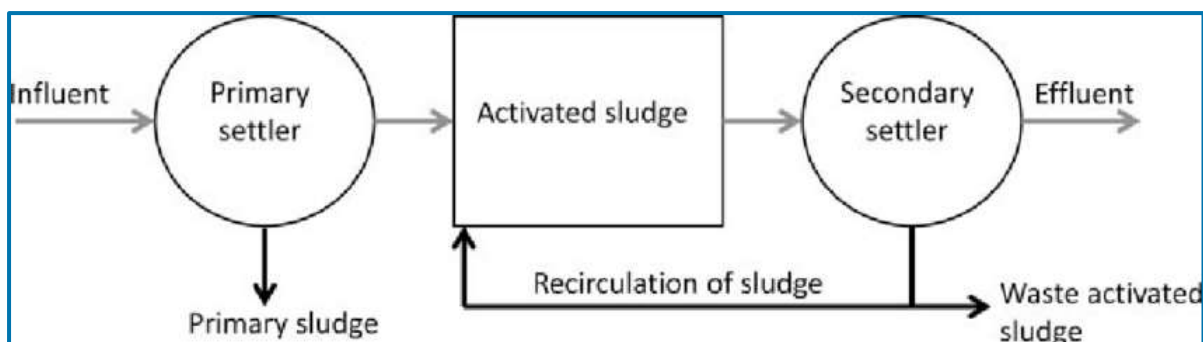 Influent
Primary
settler
Activated sludge
Secondary
settler
Effluent
Recirculation of sludge
Primary sludge
Waste activated
sludge